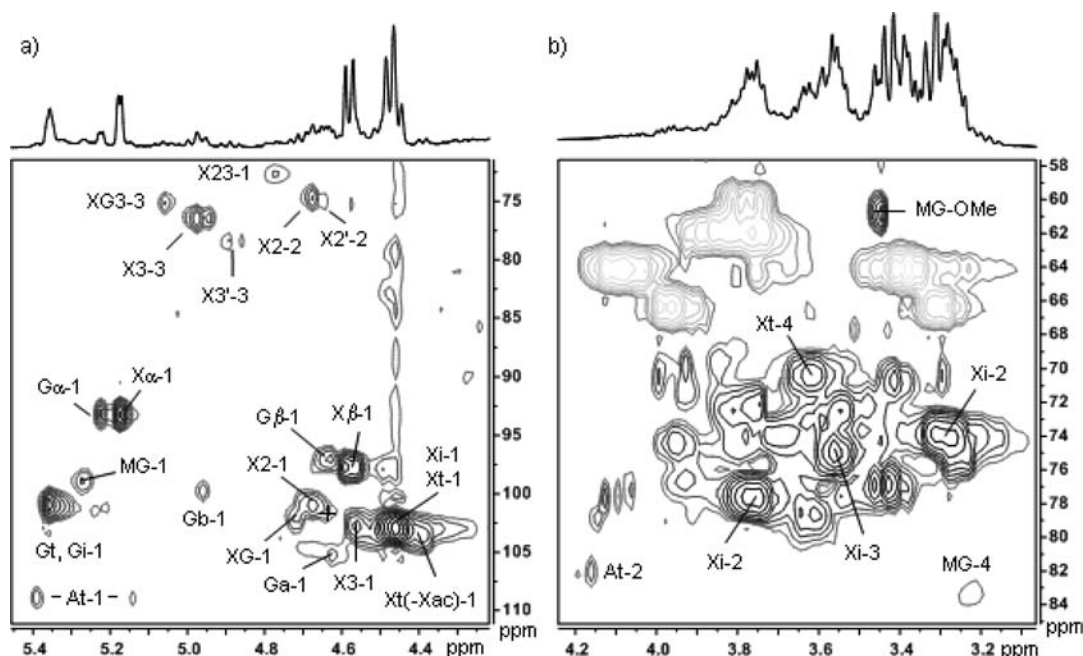 a)
b)
X23-1
XG3-3
X2-2
X2'-2
X3-3
X3'-3
Gα-1
Xα-1
Gβ-1
Xβ-1
MG-1
X2-1
Xi-1
Xt-1
Gb-1
Gt, Gi-1
XG-1
Ga-1
X3-1
Xt(-Xac)-1
At-1
75
80
85
90
95
100
105
110
ppm
5.4 5.2 5.0 4.8 4.6 4.4 ppm
MG-OMe
Xt-4
Xi-2
Xi-2
Xi-3
At-2
MG-4
58
60
62
64
66
68
70
72
74
76
78
80
82
84
ppm
4.2 4.0 3.8 3.6 3.4 3.2 ppm